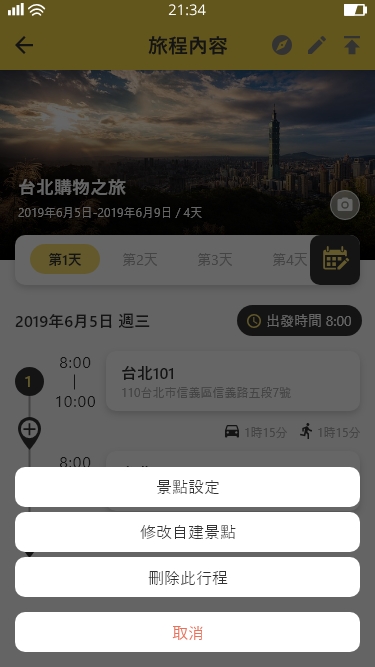 21:34
旅程內容
台北購物之旅
2019年6月5日-2019年6月9日 / 4天
第1天 第2天 第3天 第4天
2019年6月5日 週三
出發時間 8:00
8:00
1
台北101
110台北市信義區信義路五段7號
10:00
1時15分 1時15分
8:00
景點設定
修改自建景點
刪除此行程
取消